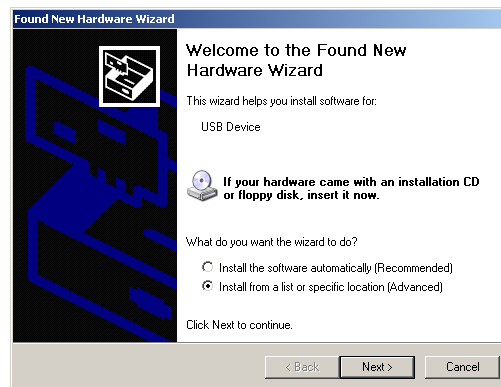 Found New Hardware Wizard
Welcome to the Found New
Hardware Wizard
This wizard helps you install software for:
USB Device
If your hardware came with an installation CD
or floppy disk, insert it now.
What do you want the wizard to do?
Install the software automatically (Recommended)
Install from a list or specific location (Advanced)
Click Next to continue.
< Back
Next >
Cancel